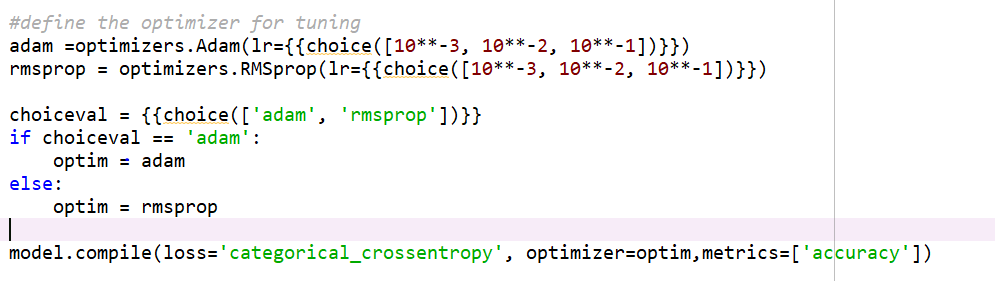 #define the optimizer for tuning
adam =optimizers.Adam(lr={{choice([10**-3, 10**-2, 10**-1])}})
rmsprop = optimizers.RMSprop(lr={{choice([10**-3, 10**-2, 10**-1])}})
choiceval = {{choice(['adam', 'rmsprop'])}}
if choiceval == 'adam':
    optim = adam
else:
    optim = rmsprop
model.compile(loss='categorical_crossentropy', optimizer=optim,metrics=['accuracy'])